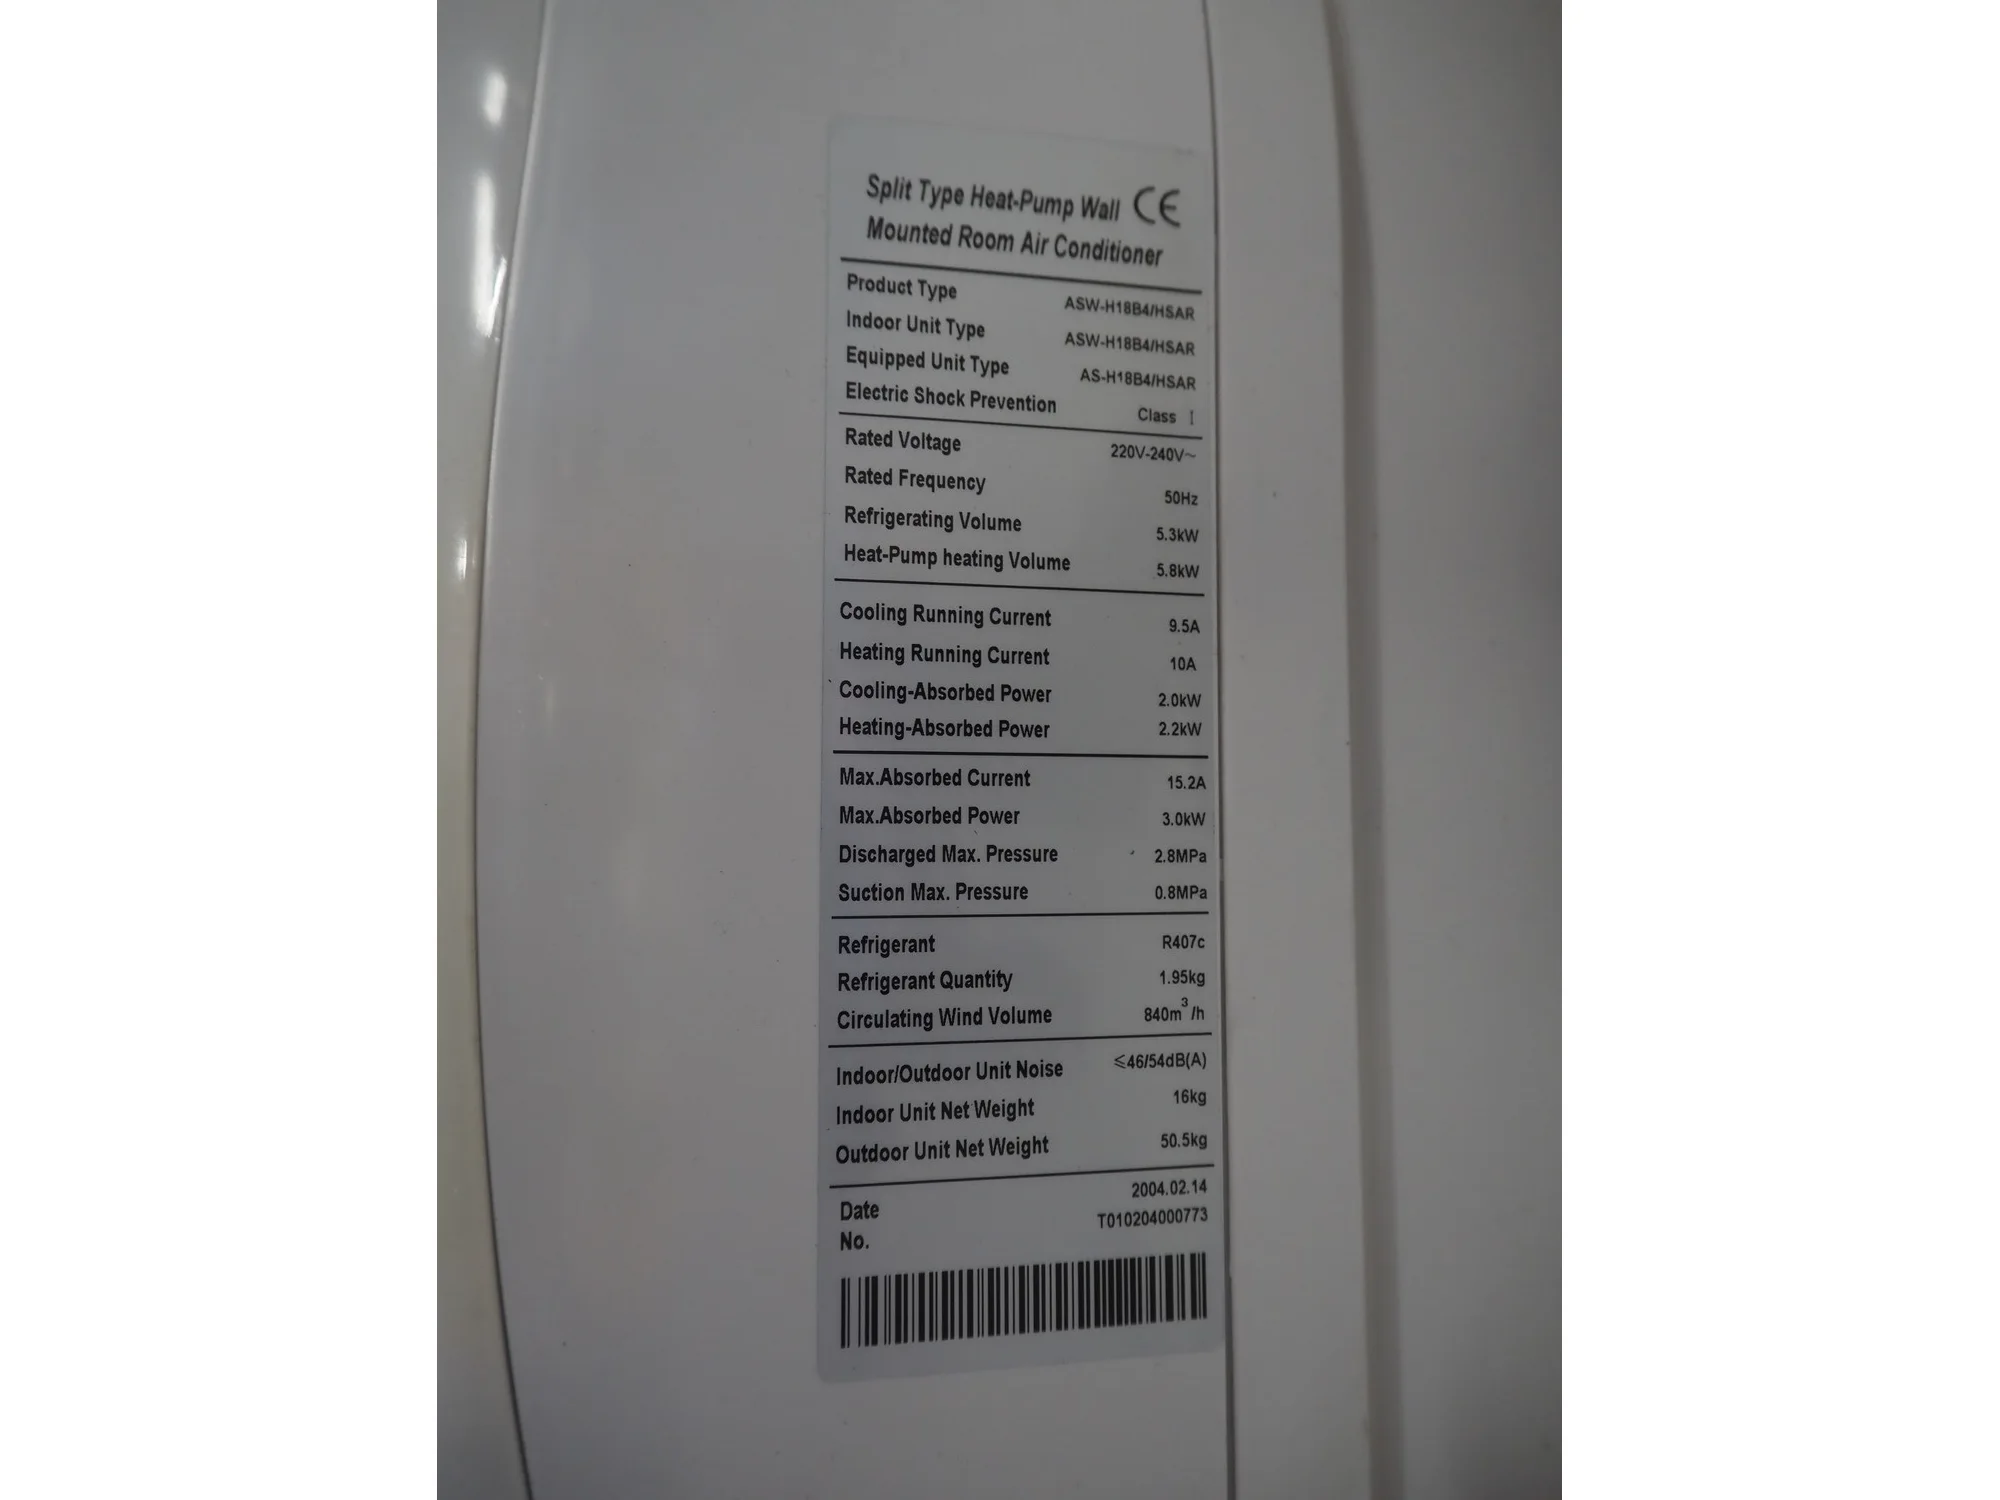 Split Type Heat-Pump Wall CE
Mounted Room Air Conditioner
Product Type ASW-H18B4/HSAR
Indoor Unit Type ASW-H18B4/HSAR
Equipped Unit Type AS-H18B4/HSAR
Electric Shock Prevention Class I
Rated Voltage 220V-240V~
Rated Frequency 50Hz
Refrigerating Volume 5.3kW
Heat-Pump heating Volume 5.8kW
Cooling Running Current 9.5A
Heating Running Current 10A
Cooling-Absorbed Power 2.0kW
Heating-Absorbed Power 2.2kW
Max.Absorbed Current 15.2A
Max.Absorbed Power 3.0kW
Discharged Max. Pressure 2.8MPa
Suction Max. Pressure 0.8MPa
Refrigerant R407c
Refrigerant Quantity 1.95kg
Circulating Wind Volume 840m³/h
Indoor/Outdoor Unit Noise ≤46/54dB(A)
Indoor Unit Net Weight 16kg
Outdoor Unit Net Weight 50.5kg
Date 2004.02.14
No. T010204000773